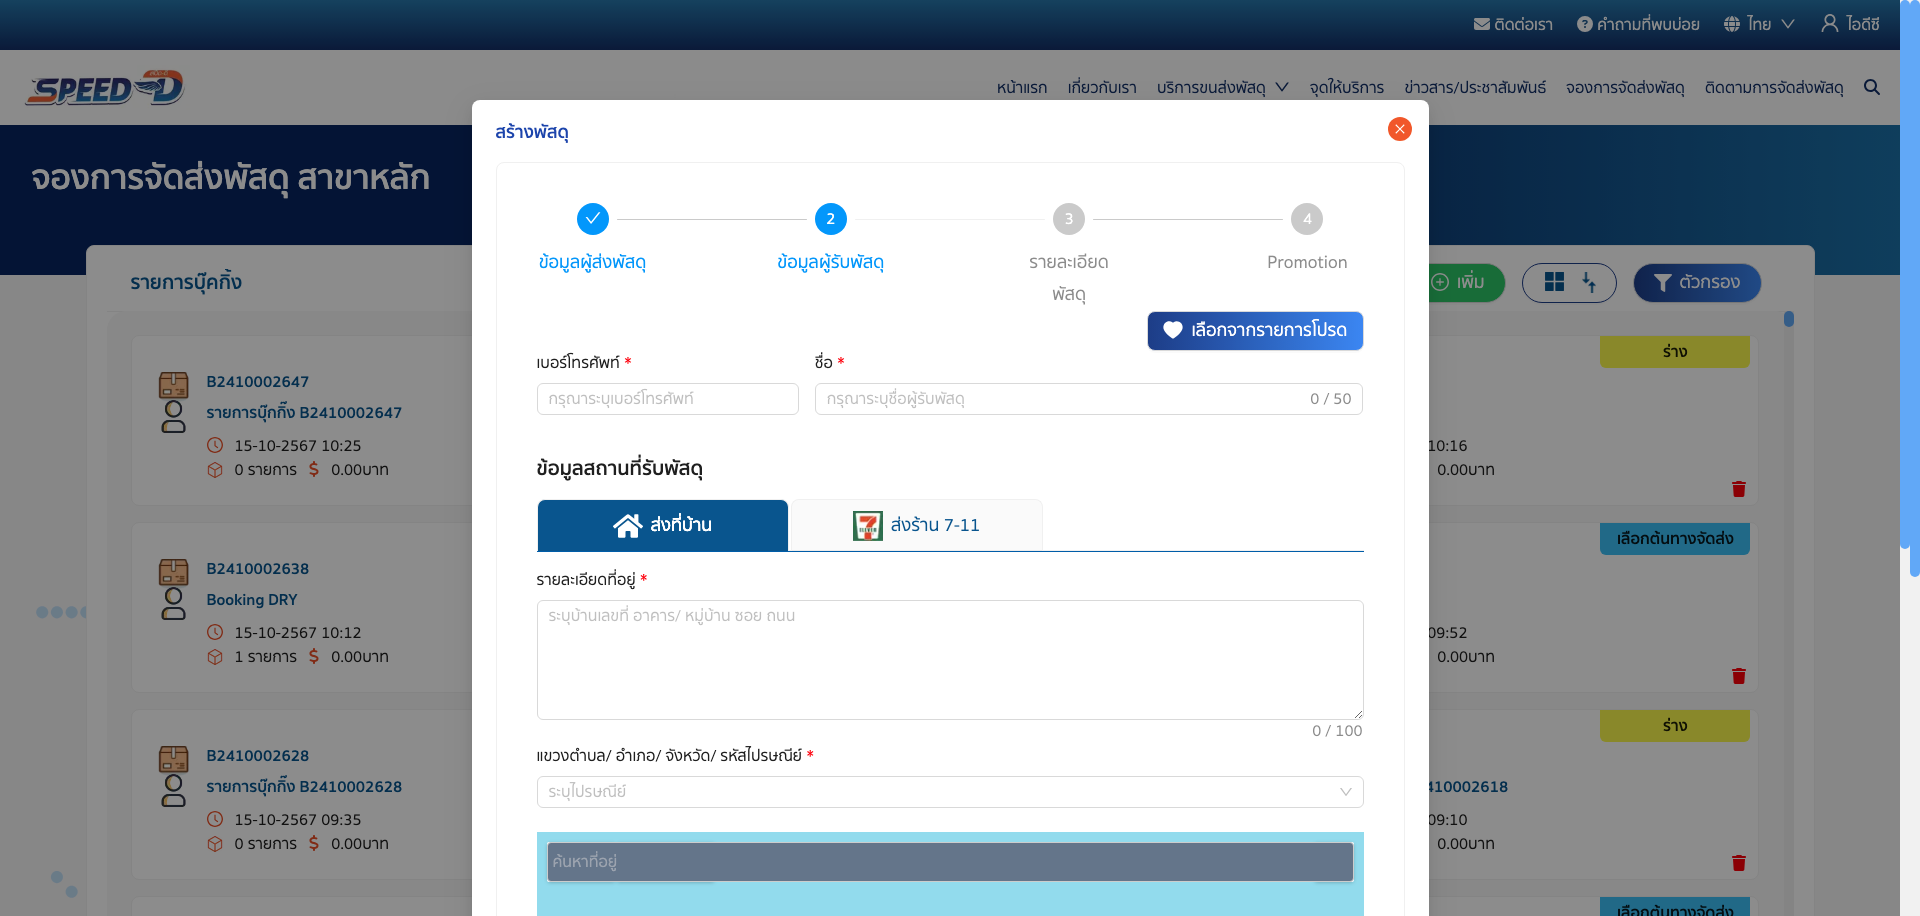 ติดต่อเรา คำถามที่พบบ่อย ไทย ไอดีซี
SPEED-D หน้าแรก เกี่ยวกับเรา บริการขนส่งพัสดุ จุดให้บริการ ข่าวสาร/ประชาสัมพันธ์ จองการจัดส่งพัสดุ ติดตามการจัดส่งพัสดุ
จองการจัดส่งพัสดุ สาขาหลัก
รายการบุ๊คกิ้ง
เพิ่ม ตัวกรอง
B2410002647
รายการบุ๊กกิ๊ง B2410002647
15-10-2567 10:25
0 รายการ 0.00บาท
B2410002638
Booking DRY
15-10-2567 10:12
1 รายการ 0.00บาท
B2410002628
รายการบุ๊กกิ๊ง B2410002628
15-10-2567 09:35
0 รายการ 0.00บาท
สร้างพัสดุ
2 3 4
ข้อมูลผู้ส่งพัสดุ ข้อมูลผู้รับพัสดุ รายละเอียด Promotion
พัสดุ
เลือกจากรายการโปรด
เบอร์โทรศัพท์ * ชื่อ *
กรุณาระบุเบอร์โทรศัพท์ กรุณาระบุชื่อผู้รับพัสดุ 0 / 50
ข้อมูลสถานที่รับพัสดุ
ส่งที่บ้าน ส่งร้าน 7-11
รายละเอียดที่อยู่ *
ระบุบ้านเลขที่ อาคาร/ หมู่บ้าน ซอย ถนน
0 / 100
แขวงตำบล/ อำเภอ/ จังหวัด/ รหัสไปรษณีย์ *
ระบุไปรษณีย์
ค้นหาที่อยู่
ร่าง
10:16
0.00บาท
เลือกต้นทางจัดส่ง
09:52
0.00บาท
ร่าง
410002618
09:10
0.00บาท
เลือกต้นทางจัดส่ง